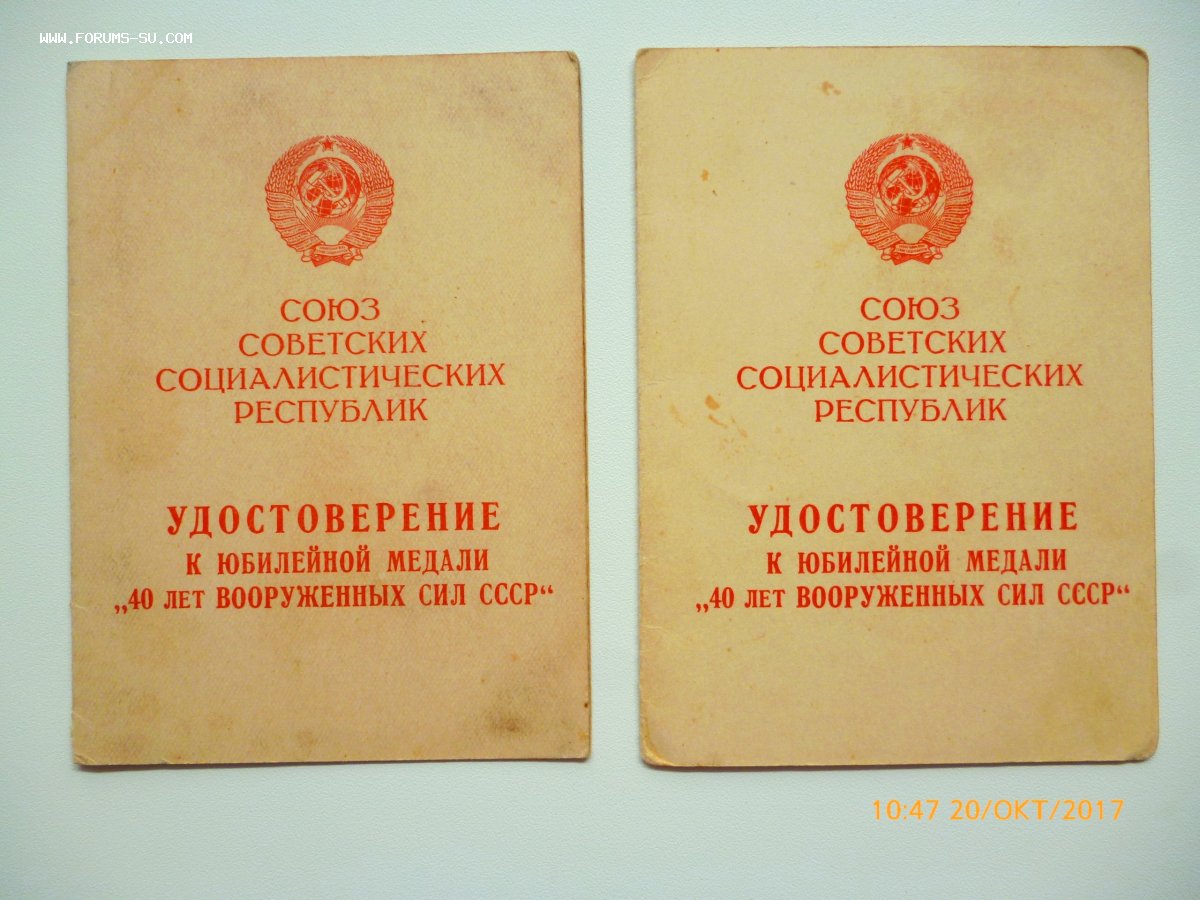 WWW.FORUMS-SU.COM
СОЮЗ
СОВЕТСКИХ
СОЦИАЛИСТИЧЕСКИХ
РЕСПУБЛИК
УДОСТОВЕРЕНИЕ
К ЮБИЛЕЙНОЙ МЕДАЛИ
„40 ЛЕТ ВООРУЖЕННЫХ СИЛ СССР“
СОЮЗ
СОВЕТСКИХ
СОЦИАЛИСТИЧЕСКИХ
РЕСПУБЛИК
УДОСТОВЕРЕНИЕ
К ЮБИЛЕЙНОЙ МЕДАЛИ
„40 ЛЕТ ВООРУЖЕННЫХ СИЛ СССР“
10:47 20/ОКТ/2017